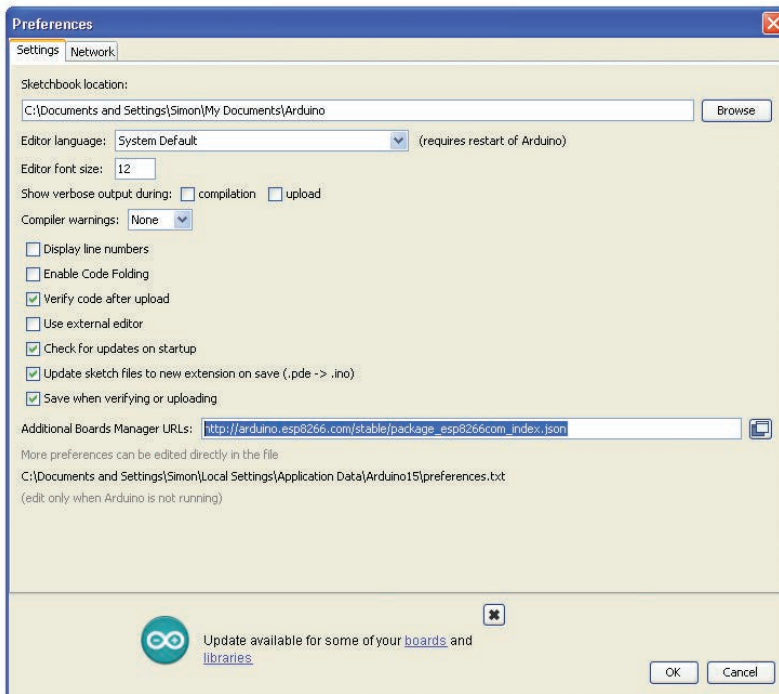 Preferences
Settings Network
Sketchbook location:
C:\Documents and Settings\Simon\My Documents\Arduino Browse
Editor language: System Default (requires restart of Arduino)
Editor font size: 12
Show verbose output during: compilation upload
Compiler warnings: None
Display line numbers
Enable Code Folding
Verify code after upload
Use external editor
Check for updates on startup
Update sketch files to new extension on save (.pde -> .ino)
Save when verifying or uploading
Additional Boards Manager URLs: http://arduino.esp8266.com/stable/package_esp8266com_index.json
More preferences can be edited directly in the file
C:\Documents and Settings\Simon\Local Settings\Application Data\Arduino15\preferences.txt
(edit only when Arduino is not running)
Update available for some of your boards and
libraries
OK Cancel